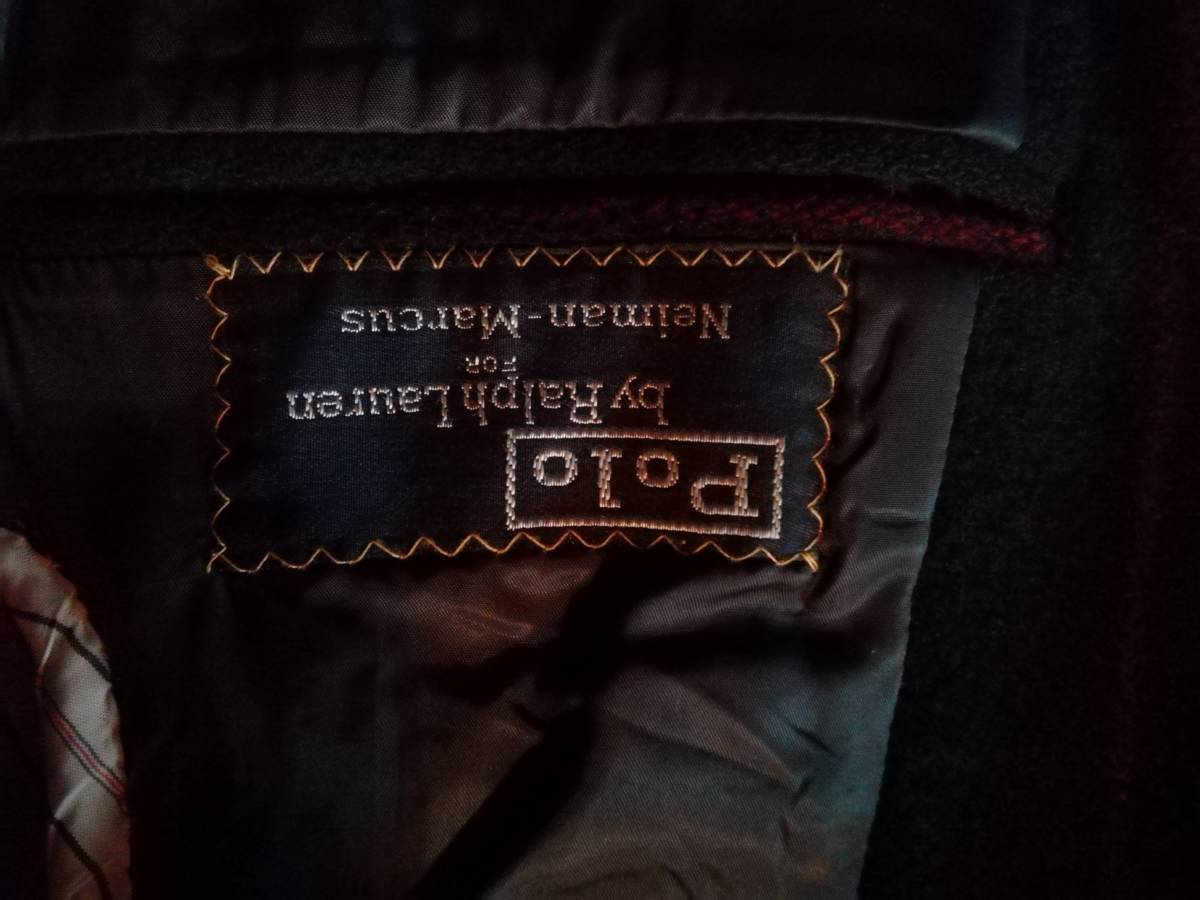 Polo
by Ralph Lauren
FOR
Neiman-Marcus